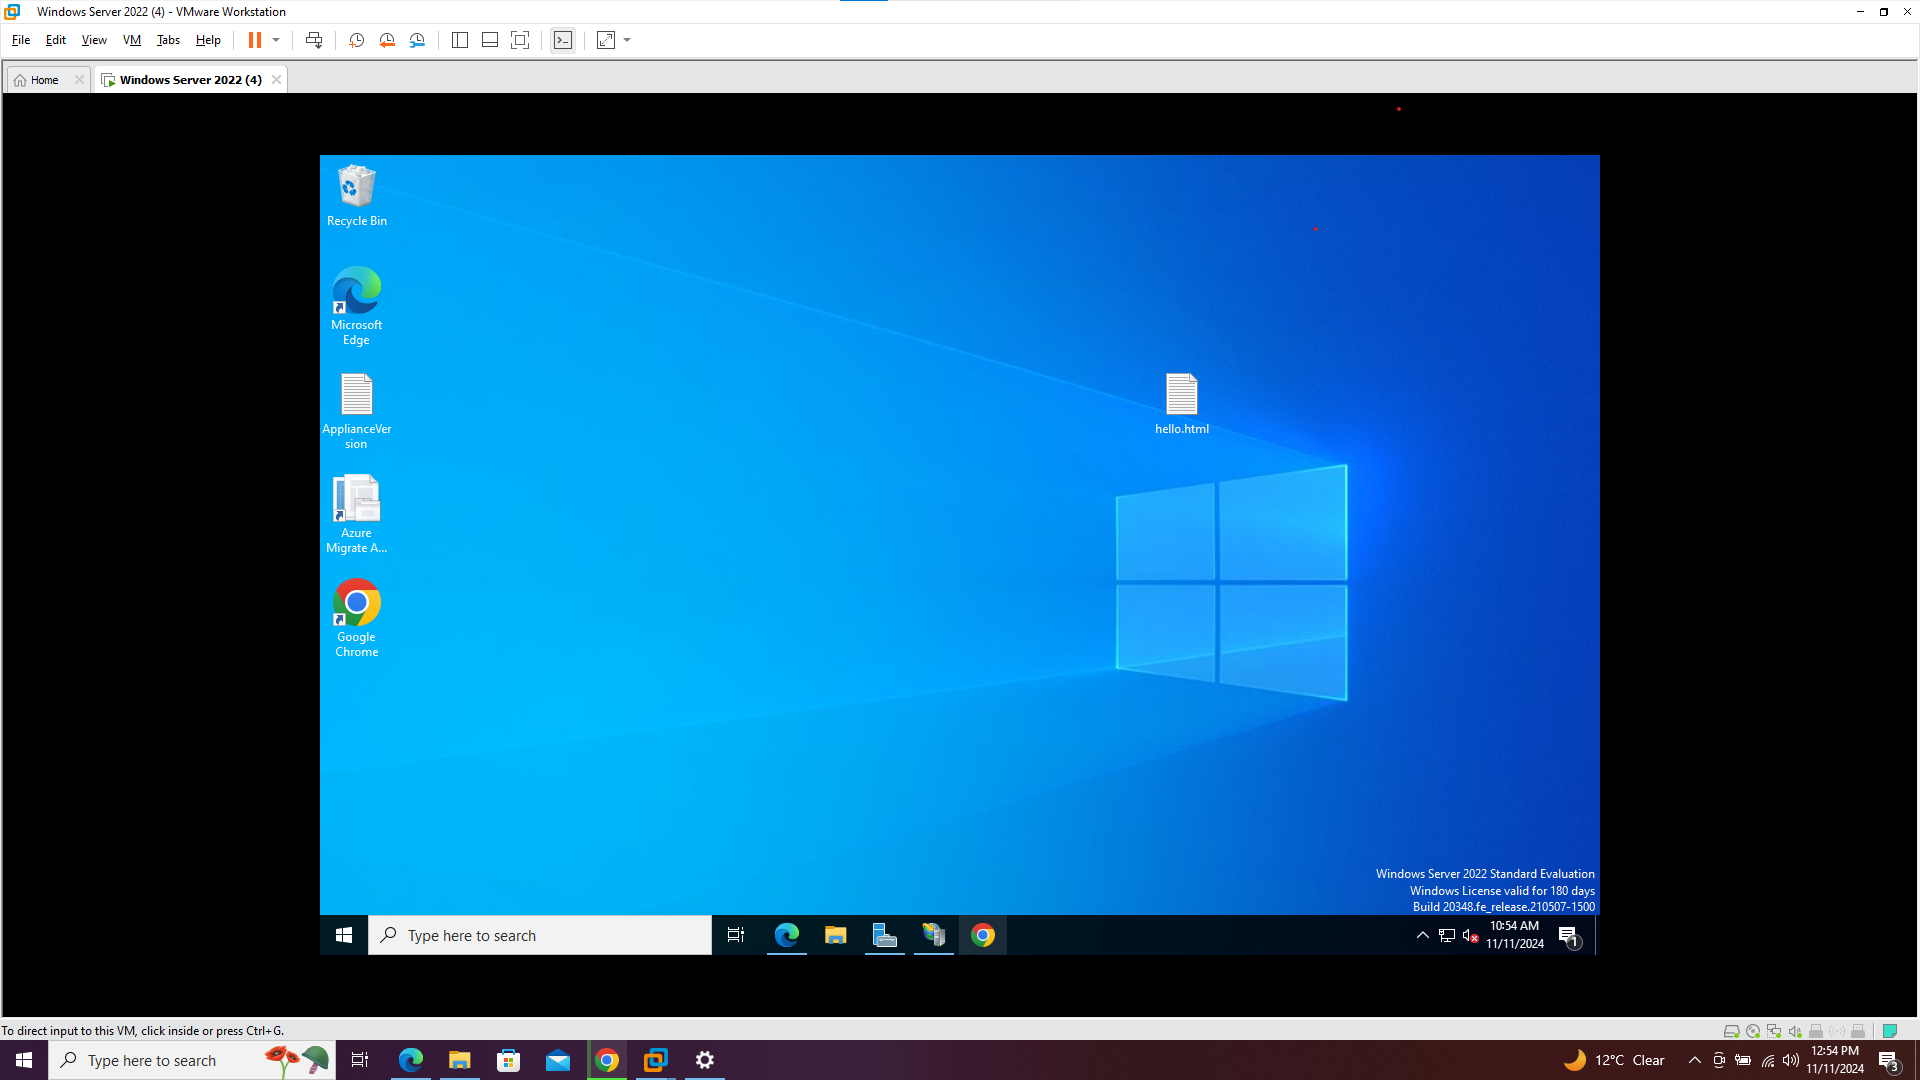 Windows Server 2022 (4) - VMware Workstation
File Edit View VM Tabs Help
Home
Windows Server 2022 (4)
Recycle Bin
Microsoft
Edge
ApplianceVer
sion
hello.html
Azure
Migrate A...
Google
Chrome
Windows Server 2022 Standard Evaluation
Windows License valid for 180 days
Build 20348.fe_release.210507-1500
Type here to search
10:54 AM
11/11/2024
1
To direct input to this VM, click inside or press Ctrl+G.
Type here to search
12°C Clear
12:54 PM
11/11/2024
3